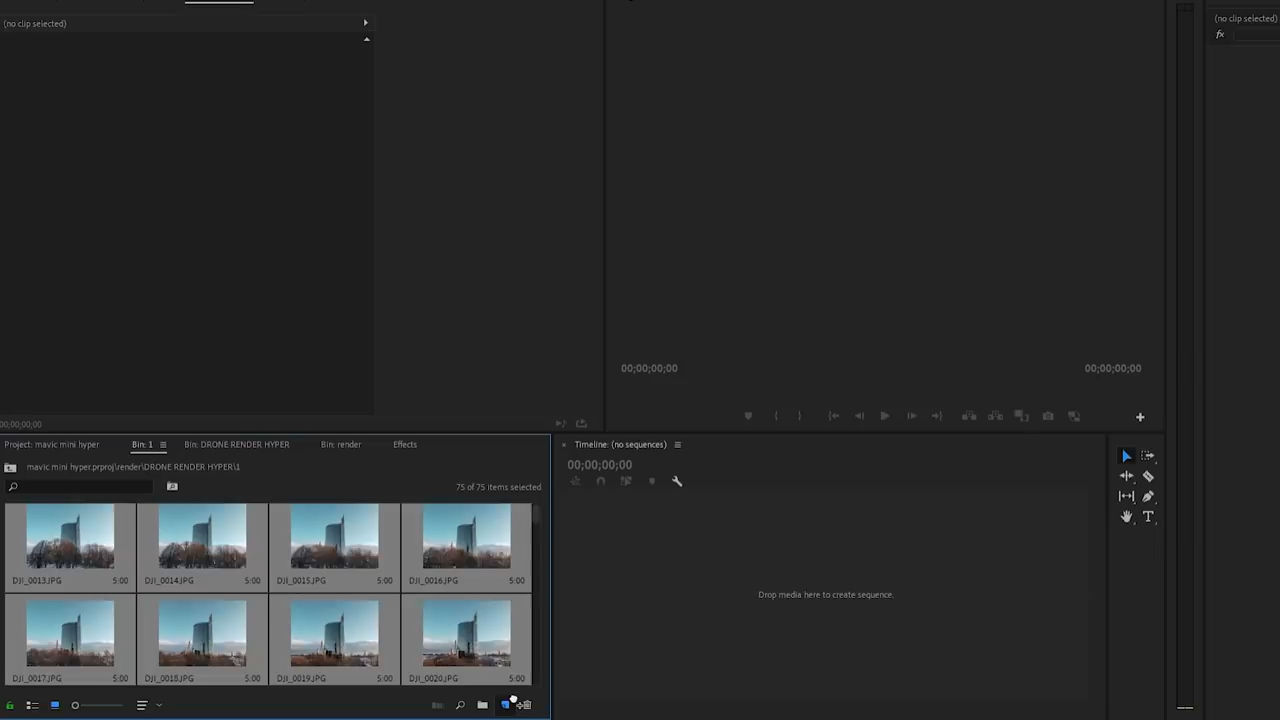 (no clip selected)
(no clip selected)
fx
00;00;00;00
00;00;00;00
00;00;00;00
Project: mavic mini hyper
Bin: 1
Bin: DRONE RENDER HYPER
Bin: render
Effects
mavic mini hyper.prproj\render\DRONE RENDER HYPER\1
75 of 75 items selected
DJI_0013.JPG 5:00
DJI_0014.JPG 5:00
DJI_0015.JPG 5:00
DJI_0016.JPG 5:00
DJI_0017.JPG 5:00
DJI_0018.JPG 5:00
DJI_0019.JPG 5:00
DJI_0020.JPG 5:00
× Timeline: (no sequences)
00;00;00;00
Drop media here to create sequence.
T